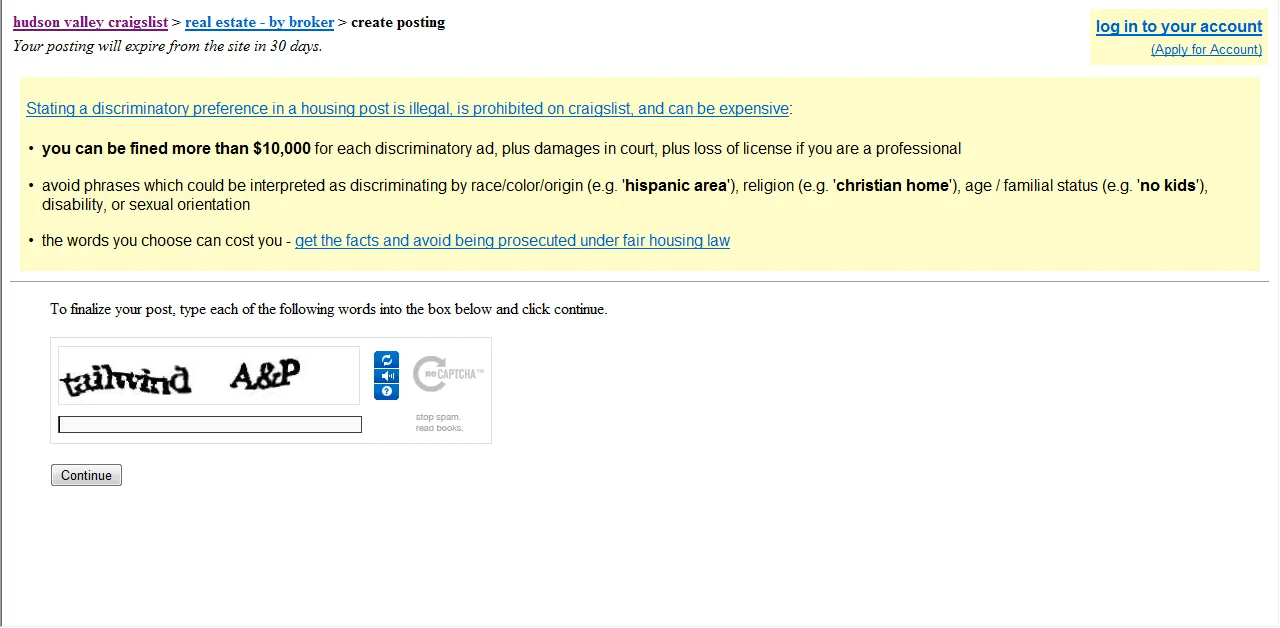 hudson valley craigslist > real estate - by broker > create posting
Your posting will expire from the site in 30 days.
log in to your account
(Apply for Account)
Stating a discriminatory preference in a housing post is illegal, is prohibited on craigslist, and can be expensive:
• you can be fined more than $10,000 for each discriminatory ad, plus damages in court, plus loss of license if you are a professional
• avoid phrases which could be interpreted as discriminating by race/color/origin (e.g. 'hispanic area'), religion (e.g. 'christian home'), age / familial status (e.g. 'no kids'),
disability, or sexual orientation
• the words you choose can cost you - get the facts and avoid being prosecuted under fair housing law
To finalize your post, type each of the following words into the box below and click continue.
tailwind A&P
reCAPTCHA™
stop spam.
read books.
Continue